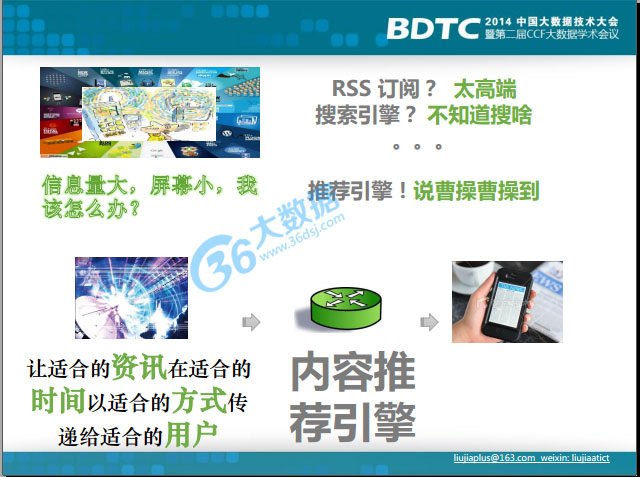 BDTC 2014 中国大数据技术大会
暨第二届CCF大数据学术会议
RSS 订阅？ 太高端
搜索引擎？ 不知道搜啥
。。。
推荐引擎！说曹操曹操到
信息量大，屏幕小，我
该怎么办？
36大数据
www.36dsj.com
让适合的资讯在适合的
时间以适合的方式传
递给适合的用户
内容推
荐引擎
liujiaplus@163.com weixin: liujiaatict